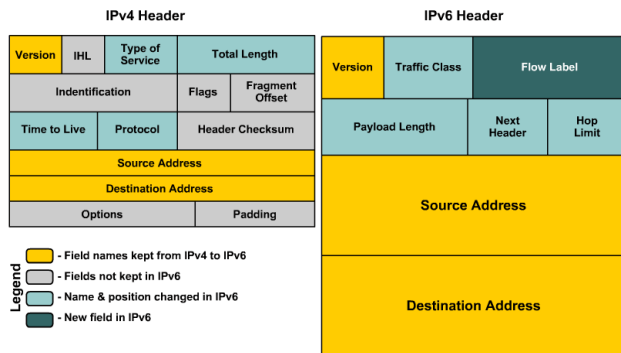 IPv4 Header
Version IHL Type of Service Total Length
Indentification Flags Fragment Offset
Time to Live Protocol Header Checksum
Source Address
Destination Address
Options Padding
Legend
- Field names kept from IPv4 to IPv6
- Fields not kept in IPv6
- Name & position changed in IPv6
- New field in IPv6
IPv6 Header
Version Traffic Class Flow Label
Payload Length Next Header Hop Limit
Source Address
Destination Address